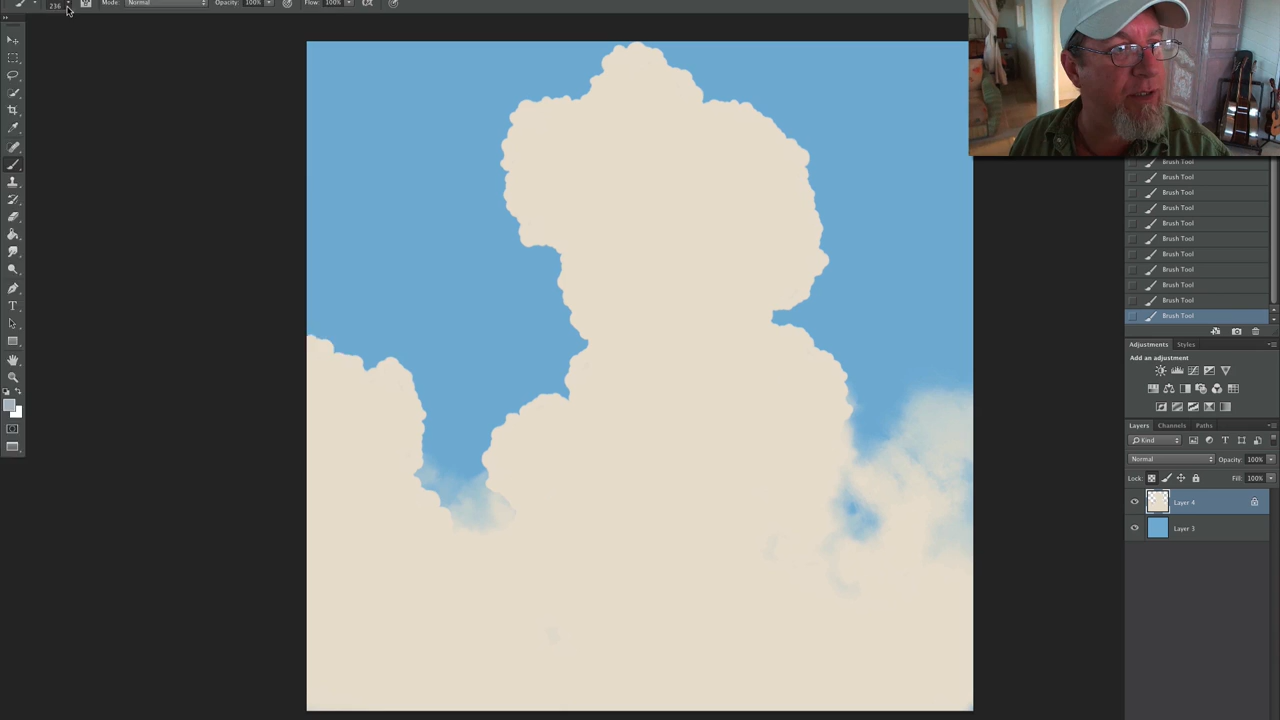 236 Mode: Normal Opacity: 100% Flow: 100%
Brush Tool
Brush Tool
Brush Tool
Brush Tool
Brush Tool
Brush Tool
Brush Tool
Brush Tool
Brush Tool
Brush Tool
Brush Tool
Adjustments Styles
Add an adjustment
Layers Channels Paths
Kind
Normal Opacity: 100%
Lock: Fill: 100%
Layer 4
Layer 3